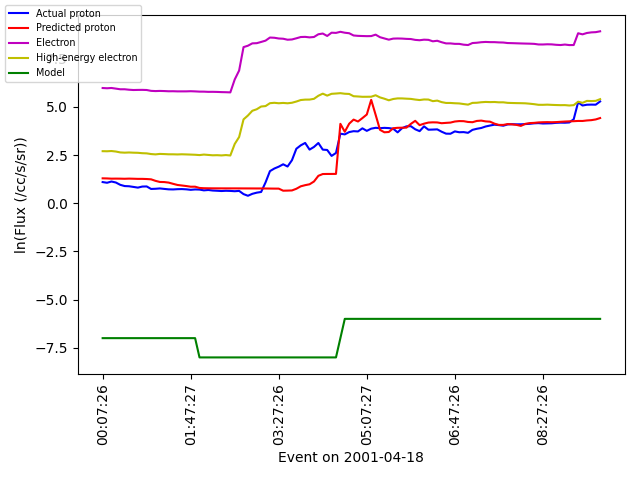 Actual proton
Predicted proton
Electron
High-energy electron
Model
5.0
2.5
0.0
−2.5
−5.0
−7.5
ln(Flux (/cc/s/sr))
00:07:26
01:47:27
03:27:26
05:07:27
06:47:26
08:27:26
Event on 2001-04-18